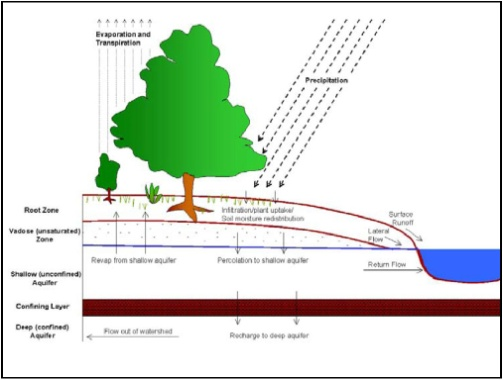 Evaporation and
Transpiration
Precipitation
Root Zone
Infiltration/plant uptake/
Soil moisture redistribution
Surface
Runoff
Vadose (unsaturated)
Zone
Lateral
Flow
Revap from shallow aquifer
Percolation to shallow aquifer
Return Flow
Shallow (unconfined)
Aquifer
Confining Layer
Deep (confined)
Aquifer
Flow out of watershed
Recharge to deep aquifer